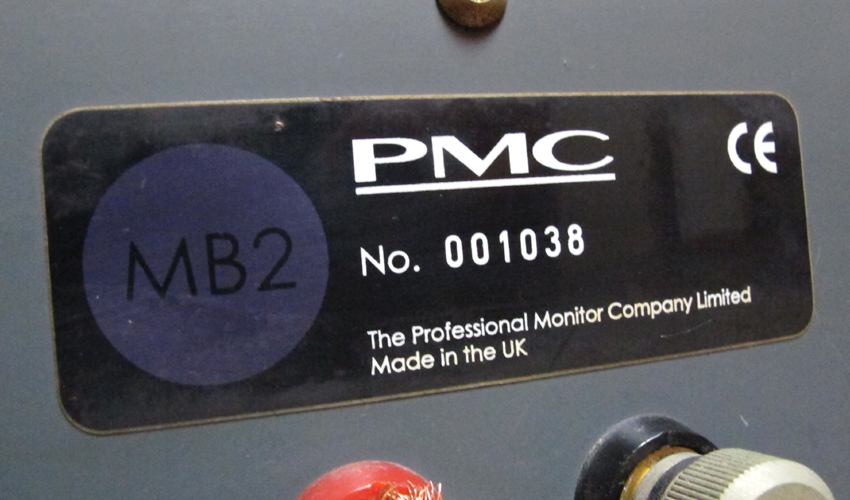 PMC
CE
MB2
No. 001038
The Professional Monitor Company Limited
Made in the UK